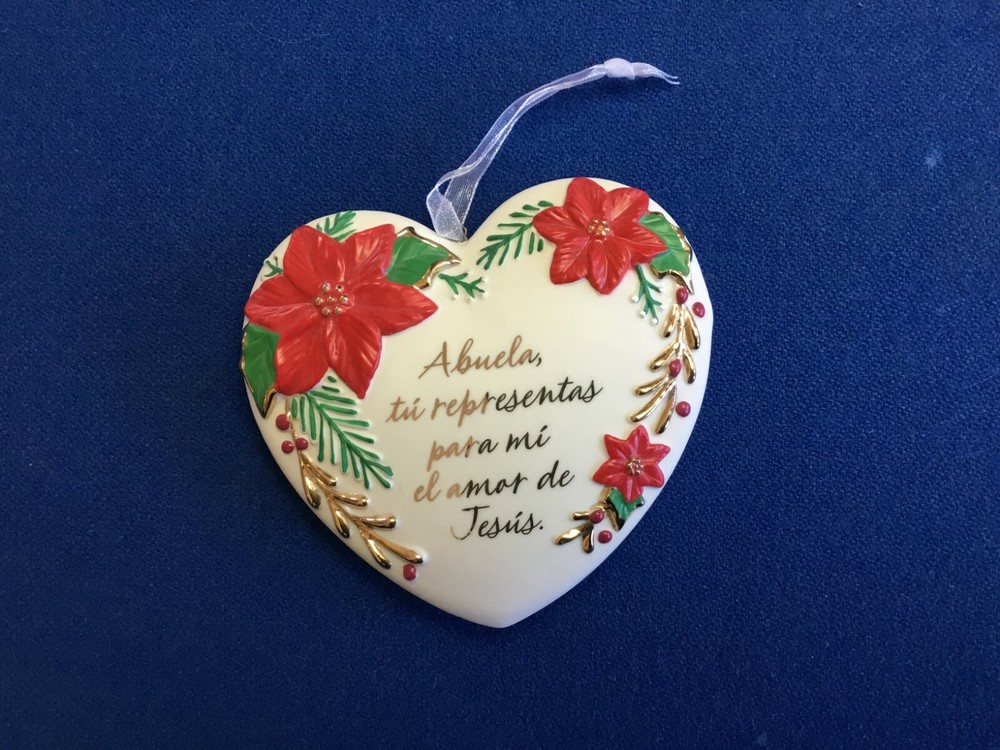 Abuela,
tú representas
para mí
el amor de
Jesús.